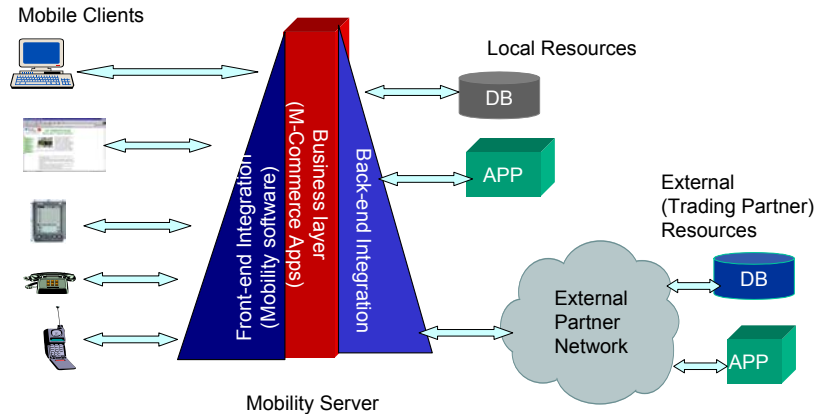 Mobile Clients
Local Resources
DB
APP
Front-end Integration
(Mobility software)
Business layer
(M-Commerce Apps)
Back-end Integration
External
(Trading Partner)
Resources
DB
APP
External
Partner
Network
Mobility Server